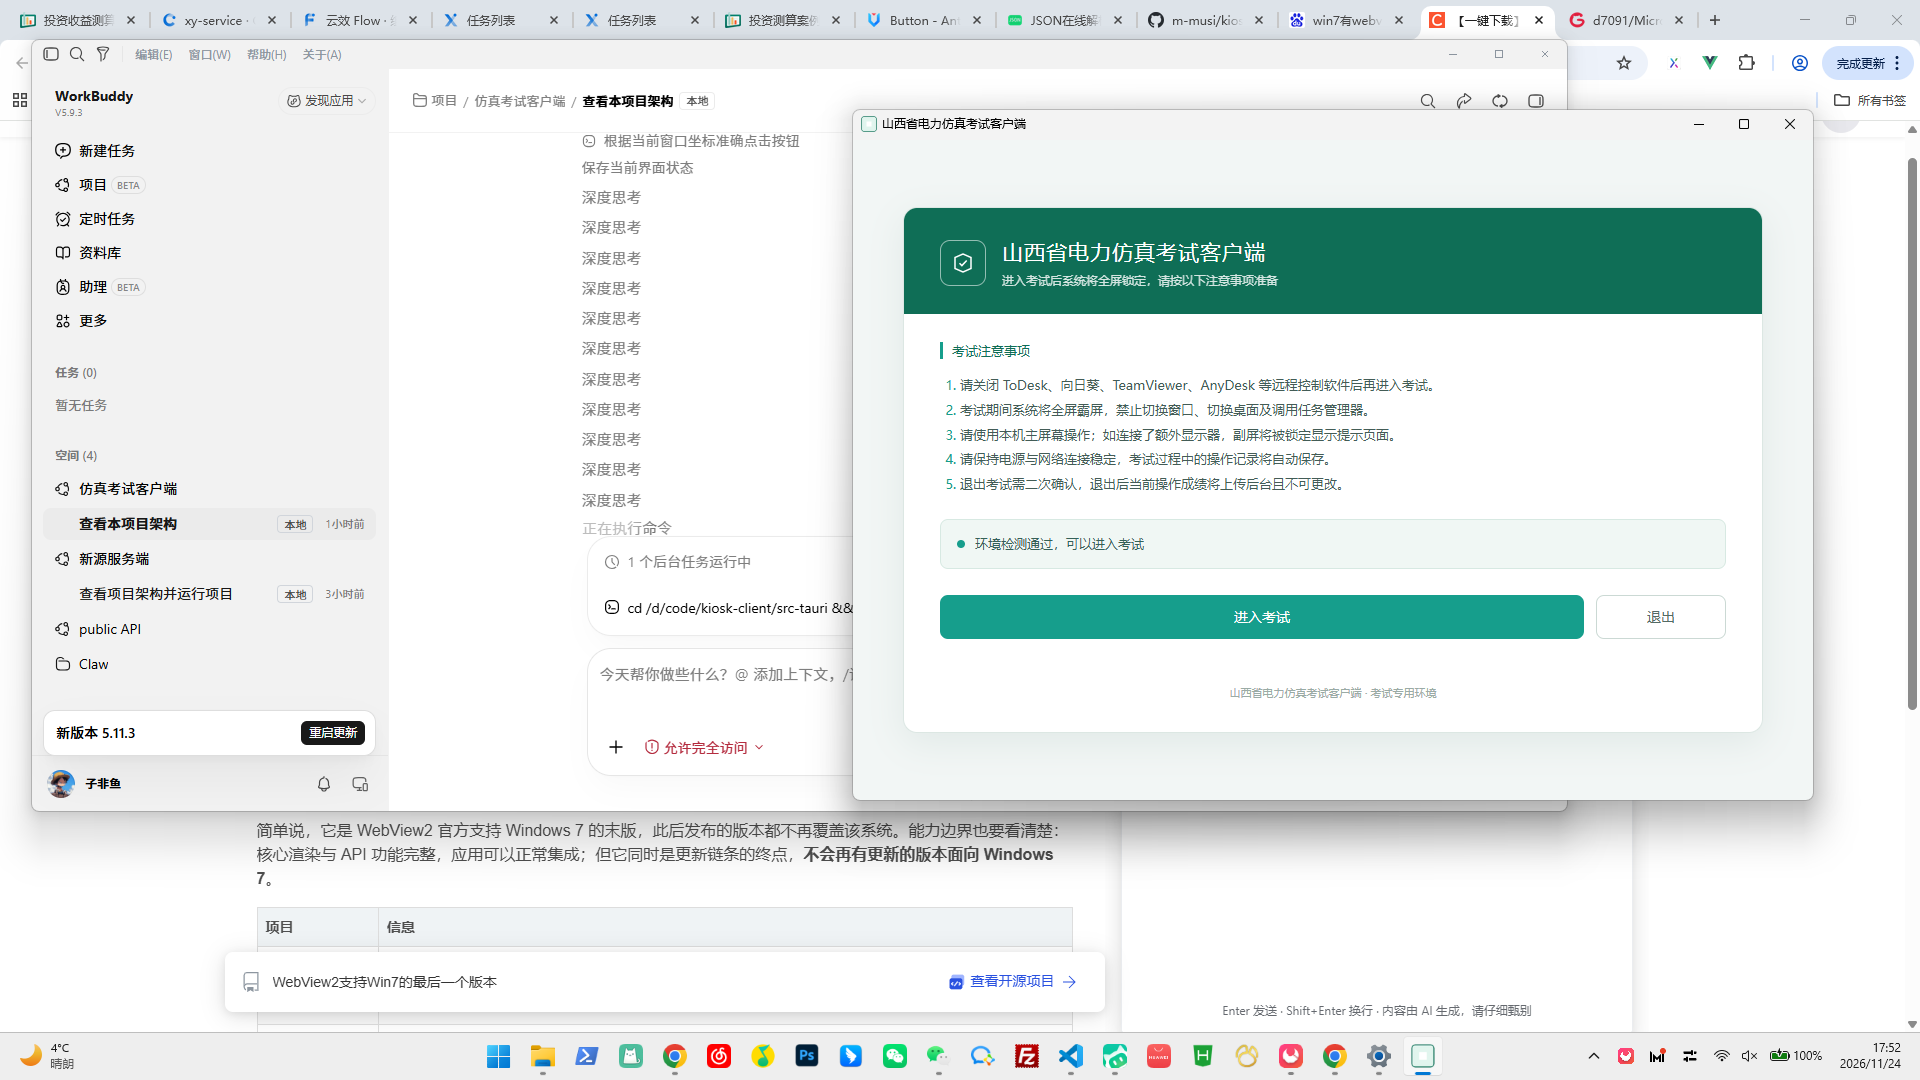 投资收益测算
xy-service ·
云效 Flow ·
任务列表
任务列表
投资测算案例
Button - Ant
JSON在线解
m-musi/kios
win7有webv
【一键下载】
d7091/Micr
完成更新
所有书签
编辑(E)
窗口(W)
帮助(H)
关于(A)
WorkBuddy
V5.9.3
发现应用
新建任务
项目 BETA
定时任务
资料库
助理 BETA
更多
任务 (0)
暂无任务
空间 (4)
仿真考试客户端
查看本项目架构 本地 1小时前
新源服务端
查看项目架构并运行项目 本地 3小时前
public API
Claw
新版本 5.11.3 重启更新
子非鱼
项目 / 仿真考试客户端 / 查看本项目架构 本地
根据当前窗口坐标准确点击按钮
保存当前界面状态
深度思考
深度思考
深度思考
深度思考
深度思考
深度思考
深度思考
深度思考
深度思考
深度思考
深度思考
正在执行命令
1 个后台任务运行中
cd /d/code/kiosk-client/src-tauri &&
今天帮你做些什么？@ 添加上下文，/
允许完全访问
山西省电力仿真考试客户端
山西省电力仿真考试客户端
进入考试后系统将全屏锁定，请按以下注意事项准备
考试注意事项
1. 请关闭 ToDesk、向日葵、TeamViewer、AnyDesk 等远程控制软件后再进入考试。
2. 考试期间系统将全屏霸屏，禁止切换窗口、切换桌面及调用任务管理器。
3. 请使用本机主屏幕操作；如连接了额外显示器，副屏将被锁定显示提示页面。
4. 请保持电源与网络连接稳定，考试过程中的操作记录将自动保存。
5. 退出考试需二次确认，退出后当前操作成绩将上传后台且不可更改。
环境检测通过，可以进入考试
进入考试
退出
山西省电力仿真考试客户端 · 考试专用环境
简单说，它是 WebView2 官方支持 Windows 7 的末版，此后发布的版本都不再覆盖该系统。能力边界也要看清楚：
核心渲染与 API 功能完整，应用可以正常集成；但它同时是更新链条的终点，不会再有更新的版本面向 Windows
7。
项目 信息
WebView2支持Win7的最后一个版本
查看开源项目
Enter 发送 · Shift+Enter 换行 · 内容由 AI 生成，请仔细甄别
4°C
晴朗
100%
17:52
2026/11/24